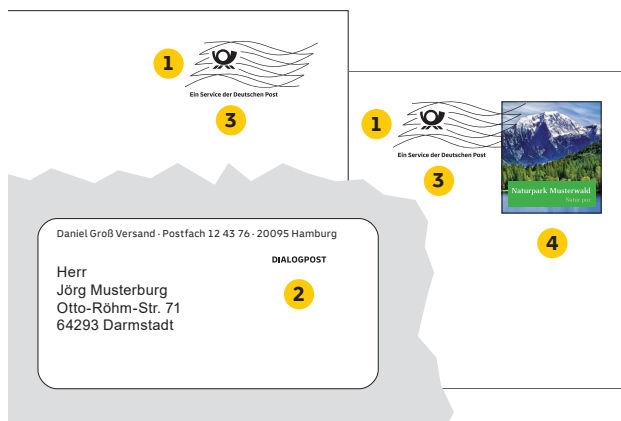 1
Ein Service der Deutschen Post
3
1
Ein Service der Deutschen Post
3
Naturpark Musterwald
Natur pur
4
Daniel Groß Versand · Postfach 12 43 76 · 20095 Hamburg
DIALOGPOST
2
Herr
Jörg Musterburg
Otto-Röhm-Str. 71
64293 Darmstadt